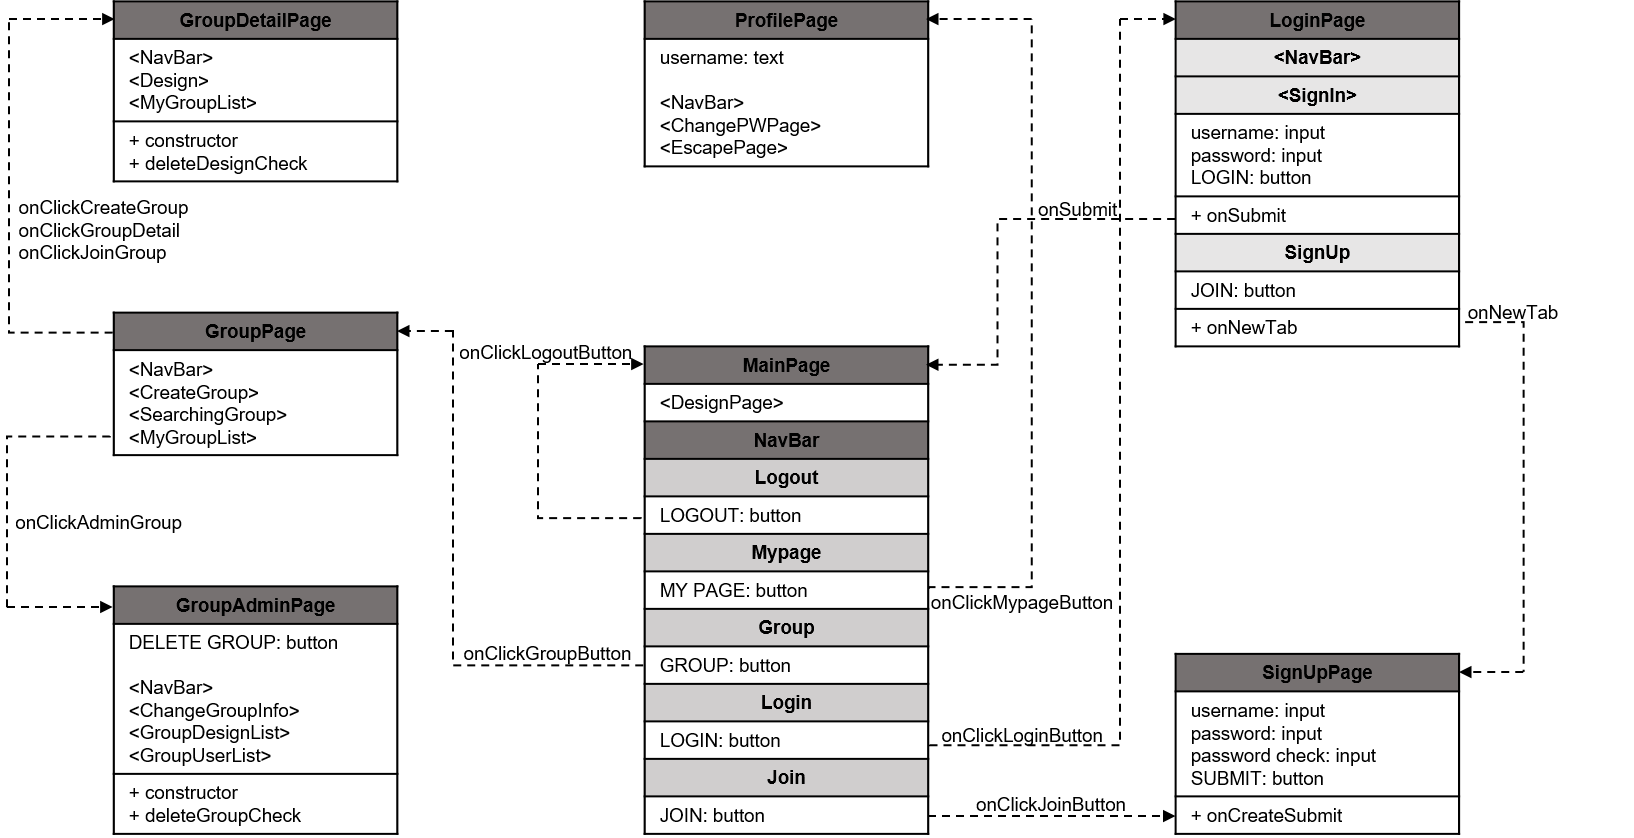 GroupDetailPage
<NavBar>
<Design>
<MyGroupList>
+ constructor
+ deleteDesignCheck
onClickCreateGroup
onClickGroupDetail
onClickJoinGroup
GroupPage
<NavBar>
<CreateGroup>
<SearchingGroup>
<MyGroupList>
onClickAdminGroup
GroupAdminPage
DELETE GROUP: button
<NavBar>
<ChangeGroupInfo>
<GroupDesignList>
<GroupUserList>
+ constructor
+ deleteGroupCheck
ProfilePage
username: text
<NavBar>
<ChangePWPage>
<EscapePage>
onClickLogoutButton
onClickGroupButton
MainPage
<DesignPage>
NavBar
Logout
LOGOUT: button
Mypage
MY PAGE: button
Group
GROUP: button
Login
LOGIN: button
Join
JOIN: button
onSubmit
onClickMypageButton
onClickLoginButton
onClickJoinButton
LoginPage
<NavBar>
<SignIn>
username: input
password: input
LOGIN: button
+ onSubmit
SignUp
JOIN: button
+ onNewTab
onNewTab
SignUpPage
username: input
password: input
password check: input
SUBMIT: button
+ onCreateSubmit